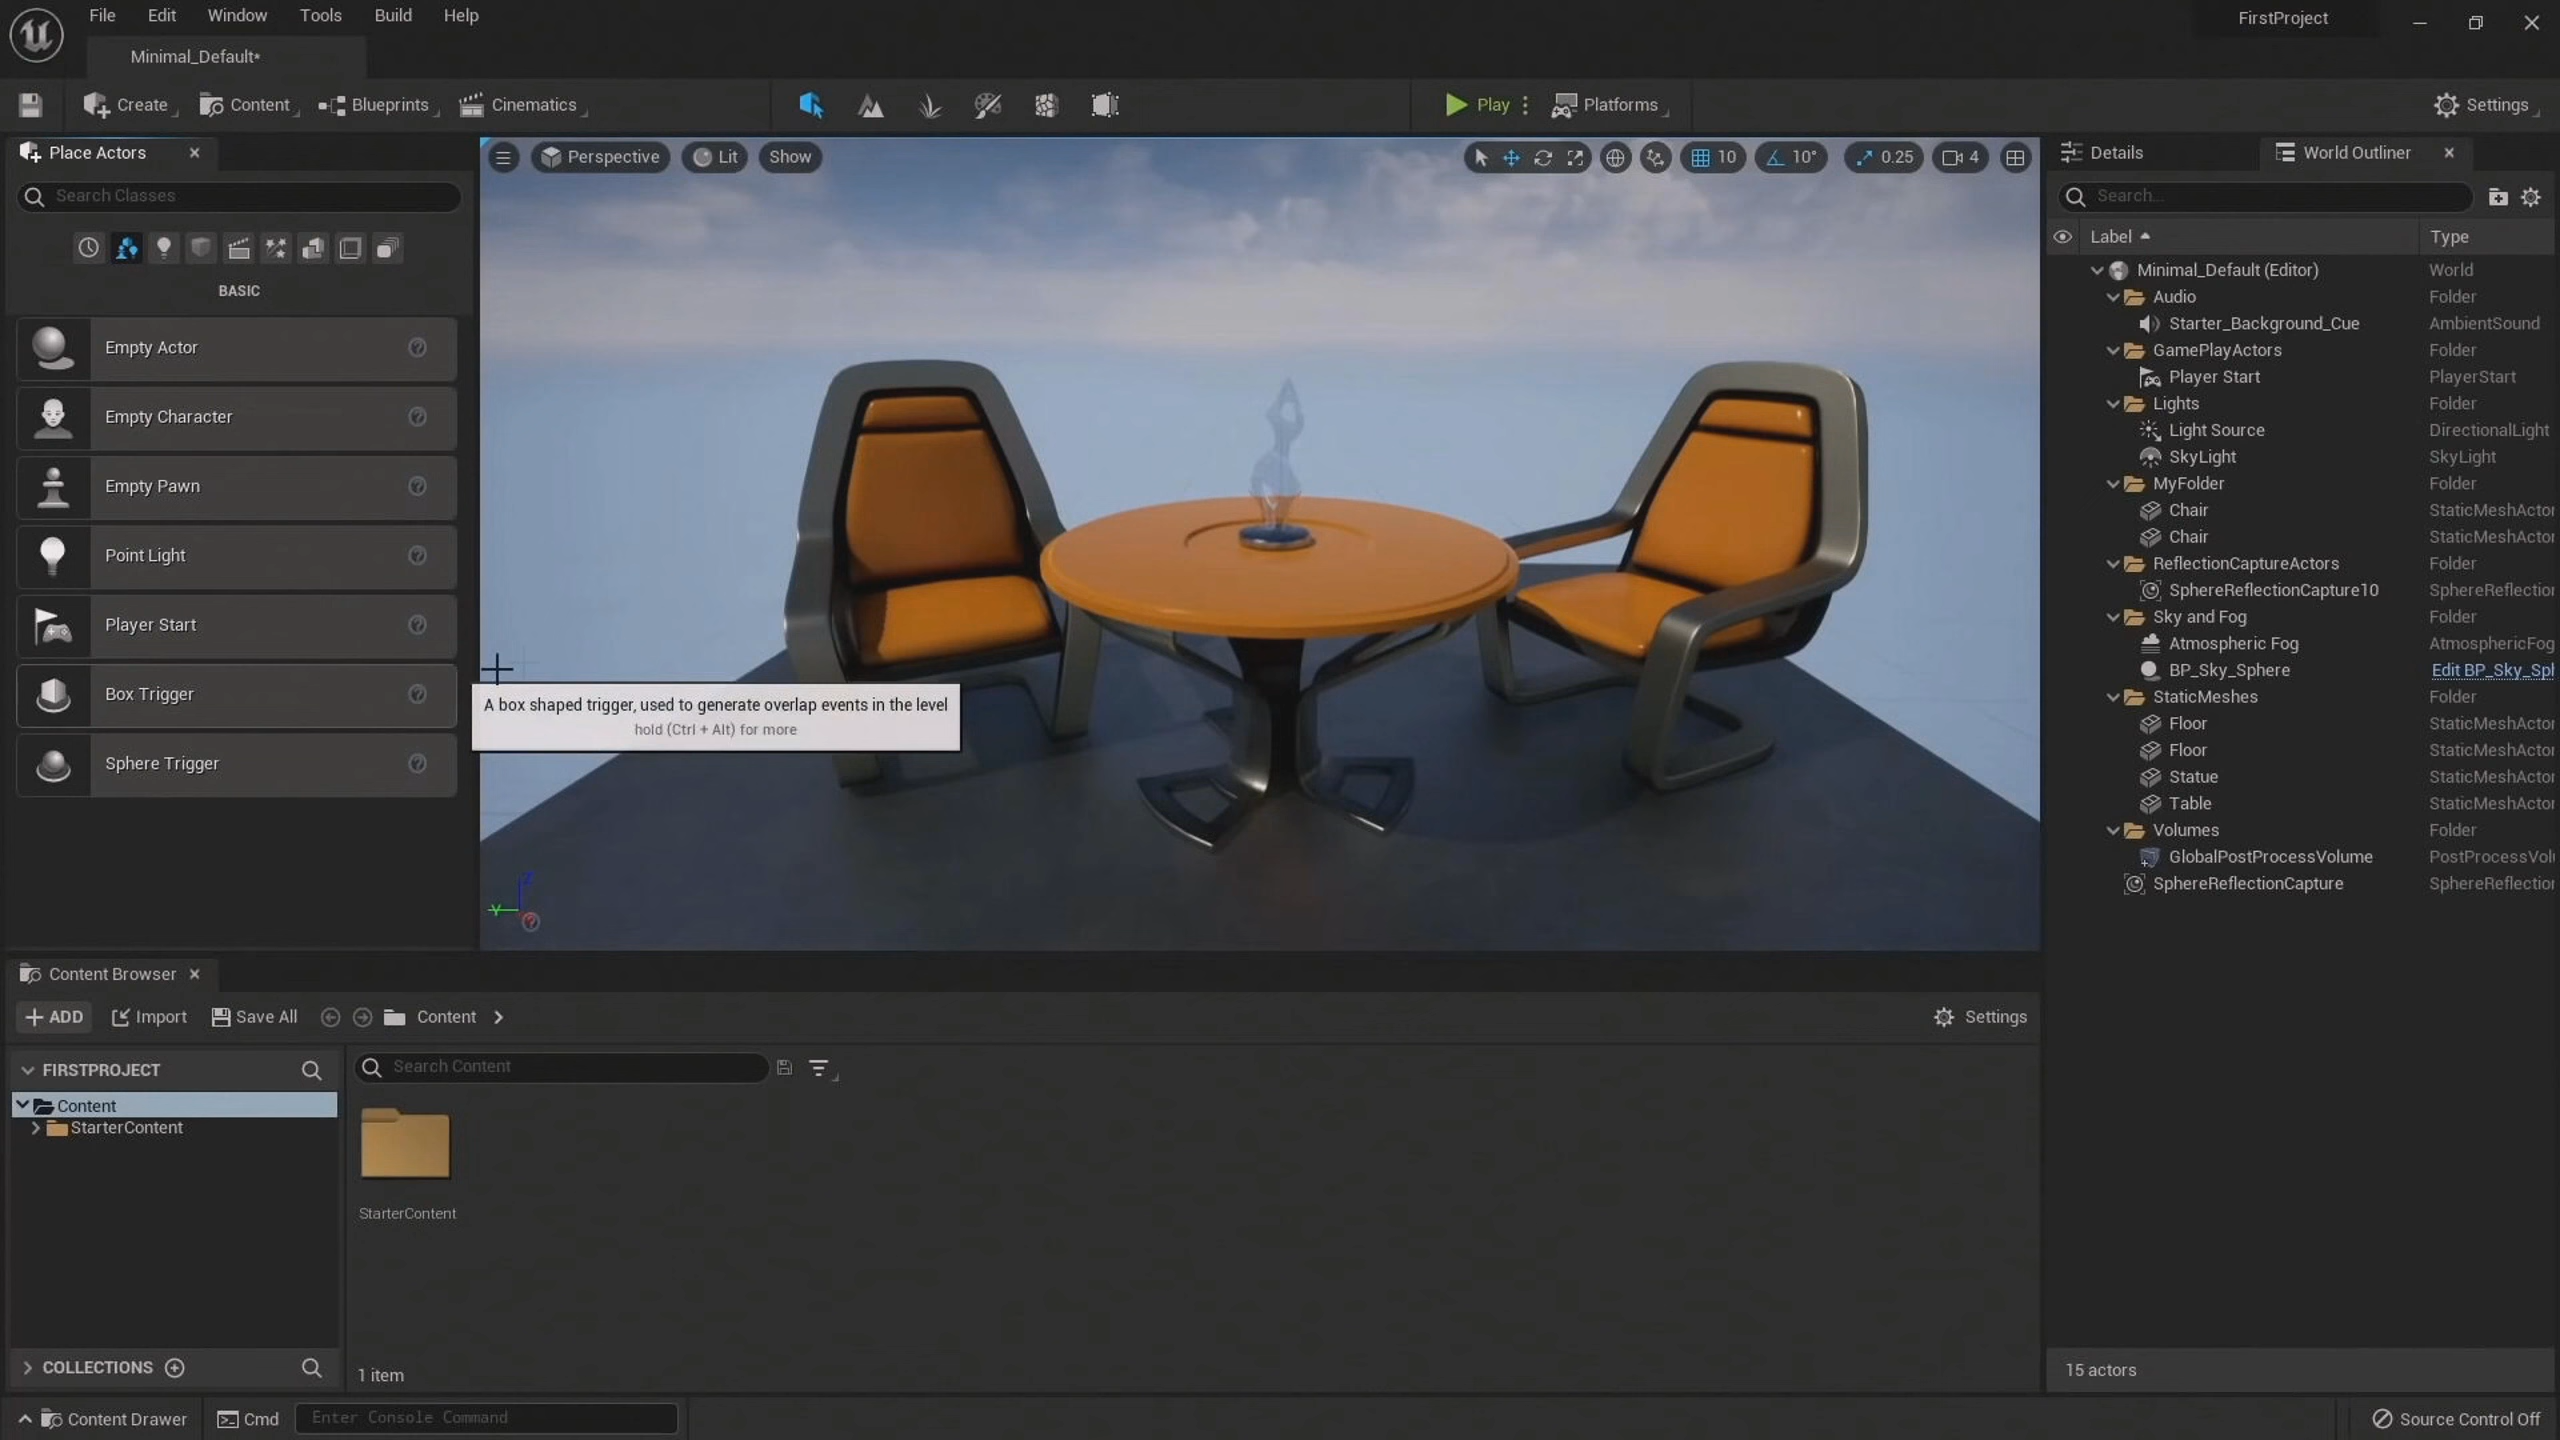 File Edit Window Tools Build Help
FirstProject
Minimal_Default*
Create Content Blueprints Cinematics Play Platforms Settings
Place Actors
Search Classes
BASIC
Empty Actor
Empty Character
Empty Pawn
Point Light
Player Start
Box Trigger
Sphere Trigger
Perspective Lit Show 10 10° 0.25 4
A box shaped trigger, used to generate overlap events in the level
hold (Ctrl + Alt) for more
Z
Y
Details World Outliner
Search...
Label Type
Minimal_Default (Editor) World
Audio Folder
Starter_Background_Cue AmbientSound
GamePlayActors Folder
Player Start PlayerStart
Lights Folder
Light Source DirectionalLight
SkyLight SkyLight
MyFolder Folder
Chair StaticMeshActor
Chair StaticMeshActor
ReflectionCaptureActors Folder
SphereReflectionCapture10 SphereReflection
Sky and Fog Folder
Atmospheric Fog AtmosphericFog
BP_Sky_Sphere Edit BP_Sky_Sph
StaticMeshes Folder
Floor StaticMeshActor
Floor StaticMeshActor
Statue StaticMeshActor
Table StaticMeshActor
Volumes Folder
GlobalPostProcessVolume PostProcessVolu
SphereReflectionCapture SphereReflection
15 actors
Content Browser
ADD Import Save All Content Settings
FIRSTPROJECT
Content
StarterContent
COLLECTIONS
Search Content
StarterContent
1 item
Content Drawer Cmd Enter Console Command Source Control Off